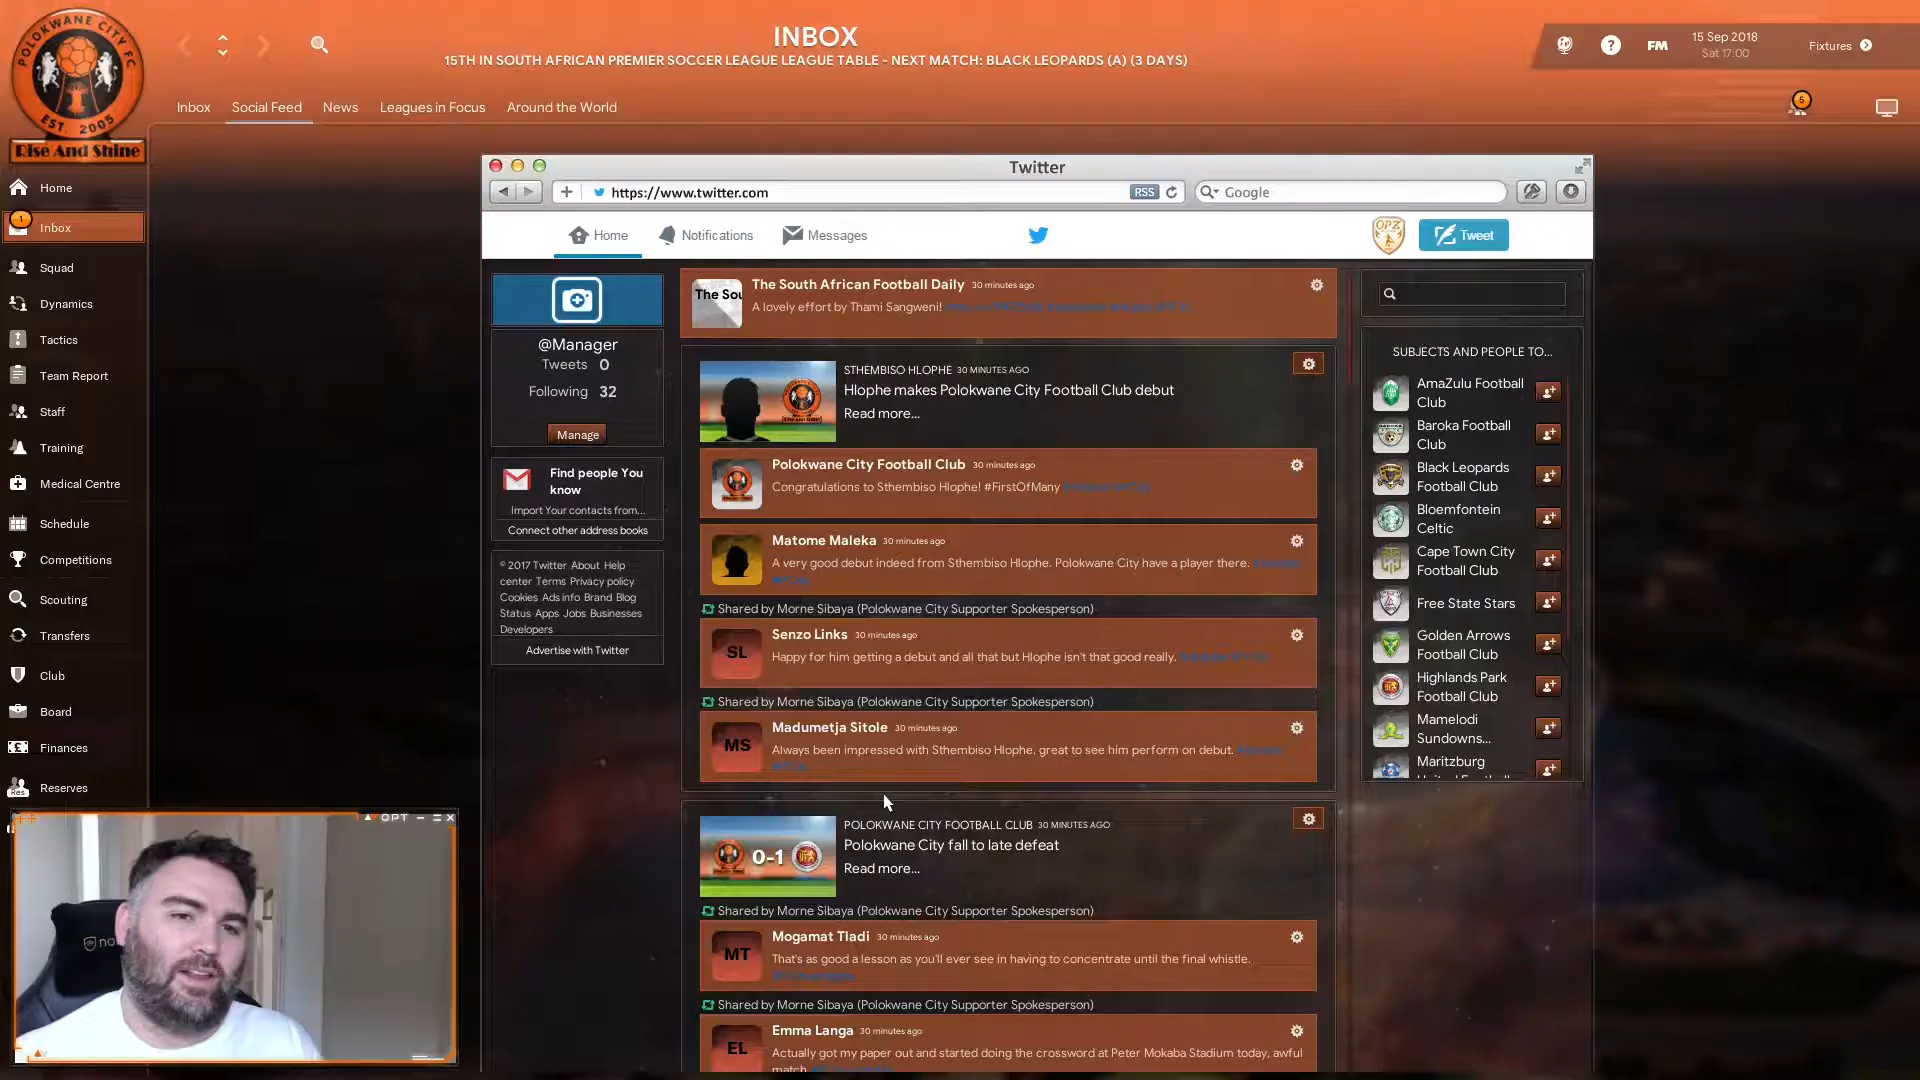 POLOKWANE CITY FC
EST. 2005
Rise And Shine
INBOX
15TH IN SOUTH AFRICAN PREMIER SOCCER LEAGUE LEAGUE TABLE - NEXT MATCH: BLACK LEOPARDS (A) (3 DAYS)
?
FM
15 Sep 2018
Sat 17:00
Fixtures
Inbox
Social Feed
News
Leagues in Focus
Around the World
5
Home
1
Inbox
Squad
Dynamics
Tactics
Team Report
Staff
Training
Medical Centre
Schedule
Competitions
Scouting
Transfers
Club
Board
Finances
Res
Reserves
OPT
Twitter
https://www.twitter.com
RSS
Google
Home
Notifications
Messages
OPZ
Tweet
@Manager
Tweets 0
Following 32
Manage
Find people You
know
Import Your contacts from...
Connect other address books
© 2017 Twitter About Help
center Terms Privacy policy
Cookies Ads info Brand Blog
Status Apps Jobs Businesses
Developers
Advertise with Twitter
The Sou
The South African Football Daily 30 minutes ago
A lovely effort by Thami Sangweni!
STHEMBISO HLOPHE 30 MINUTES AGO
Hlophe makes Polokwane City Football Club debut
Read more...
Polokwane City Football Club 30 minutes ago
Congratulations to Sthembiso Hlophe! #FirstOfMany
Matome Maleka 30 minutes ago
A very good debut indeed from Sthembiso Hlophe. Polokwane City have a player there.
Shared by Morne Sibaya (Polokwane City Supporter Spokesperson)
SL
Senzo Links 30 minutes ago
Happy for him getting a debut and all that but Hlophe isn't that good really.
Shared by Morne Sibaya (Polokwane City Supporter Spokesperson)
MS
Madumetja Sitole 30 minutes ago
Always been impressed with Sthembiso Hlophe, great to see him perform on debut.
0-1
POLOKWANE CITY FOOTBALL CLUB 30 MINUTES AGO
Polokwane City fall to late defeat
Read more...
Shared by Morne Sibaya (Polokwane City Supporter Spokesperson)
MT
Mogamat Tladi 30 minutes ago
That's as good a lesson as you'll ever see in having to concentrate until the final whistle.
Shared by Morne Sibaya (Polokwane City Supporter Spokesperson)
EL
Emma Langa 30 minutes ago
Actually got my paper out and started doing the crossword at Peter Mokaba Stadium today, awful
match.
SUBJECTS AND PEOPLE TO...
AmaZulu Football
Club
Baroka Football
Club
Black Leopards
Football Club
Bloemfontein
Celtic
Cape Town City
Football Club
Free State Stars
Golden Arrows
Football Club
Highlands Park
Football Club
Mamelodi
Sundowns...
Maritzburg